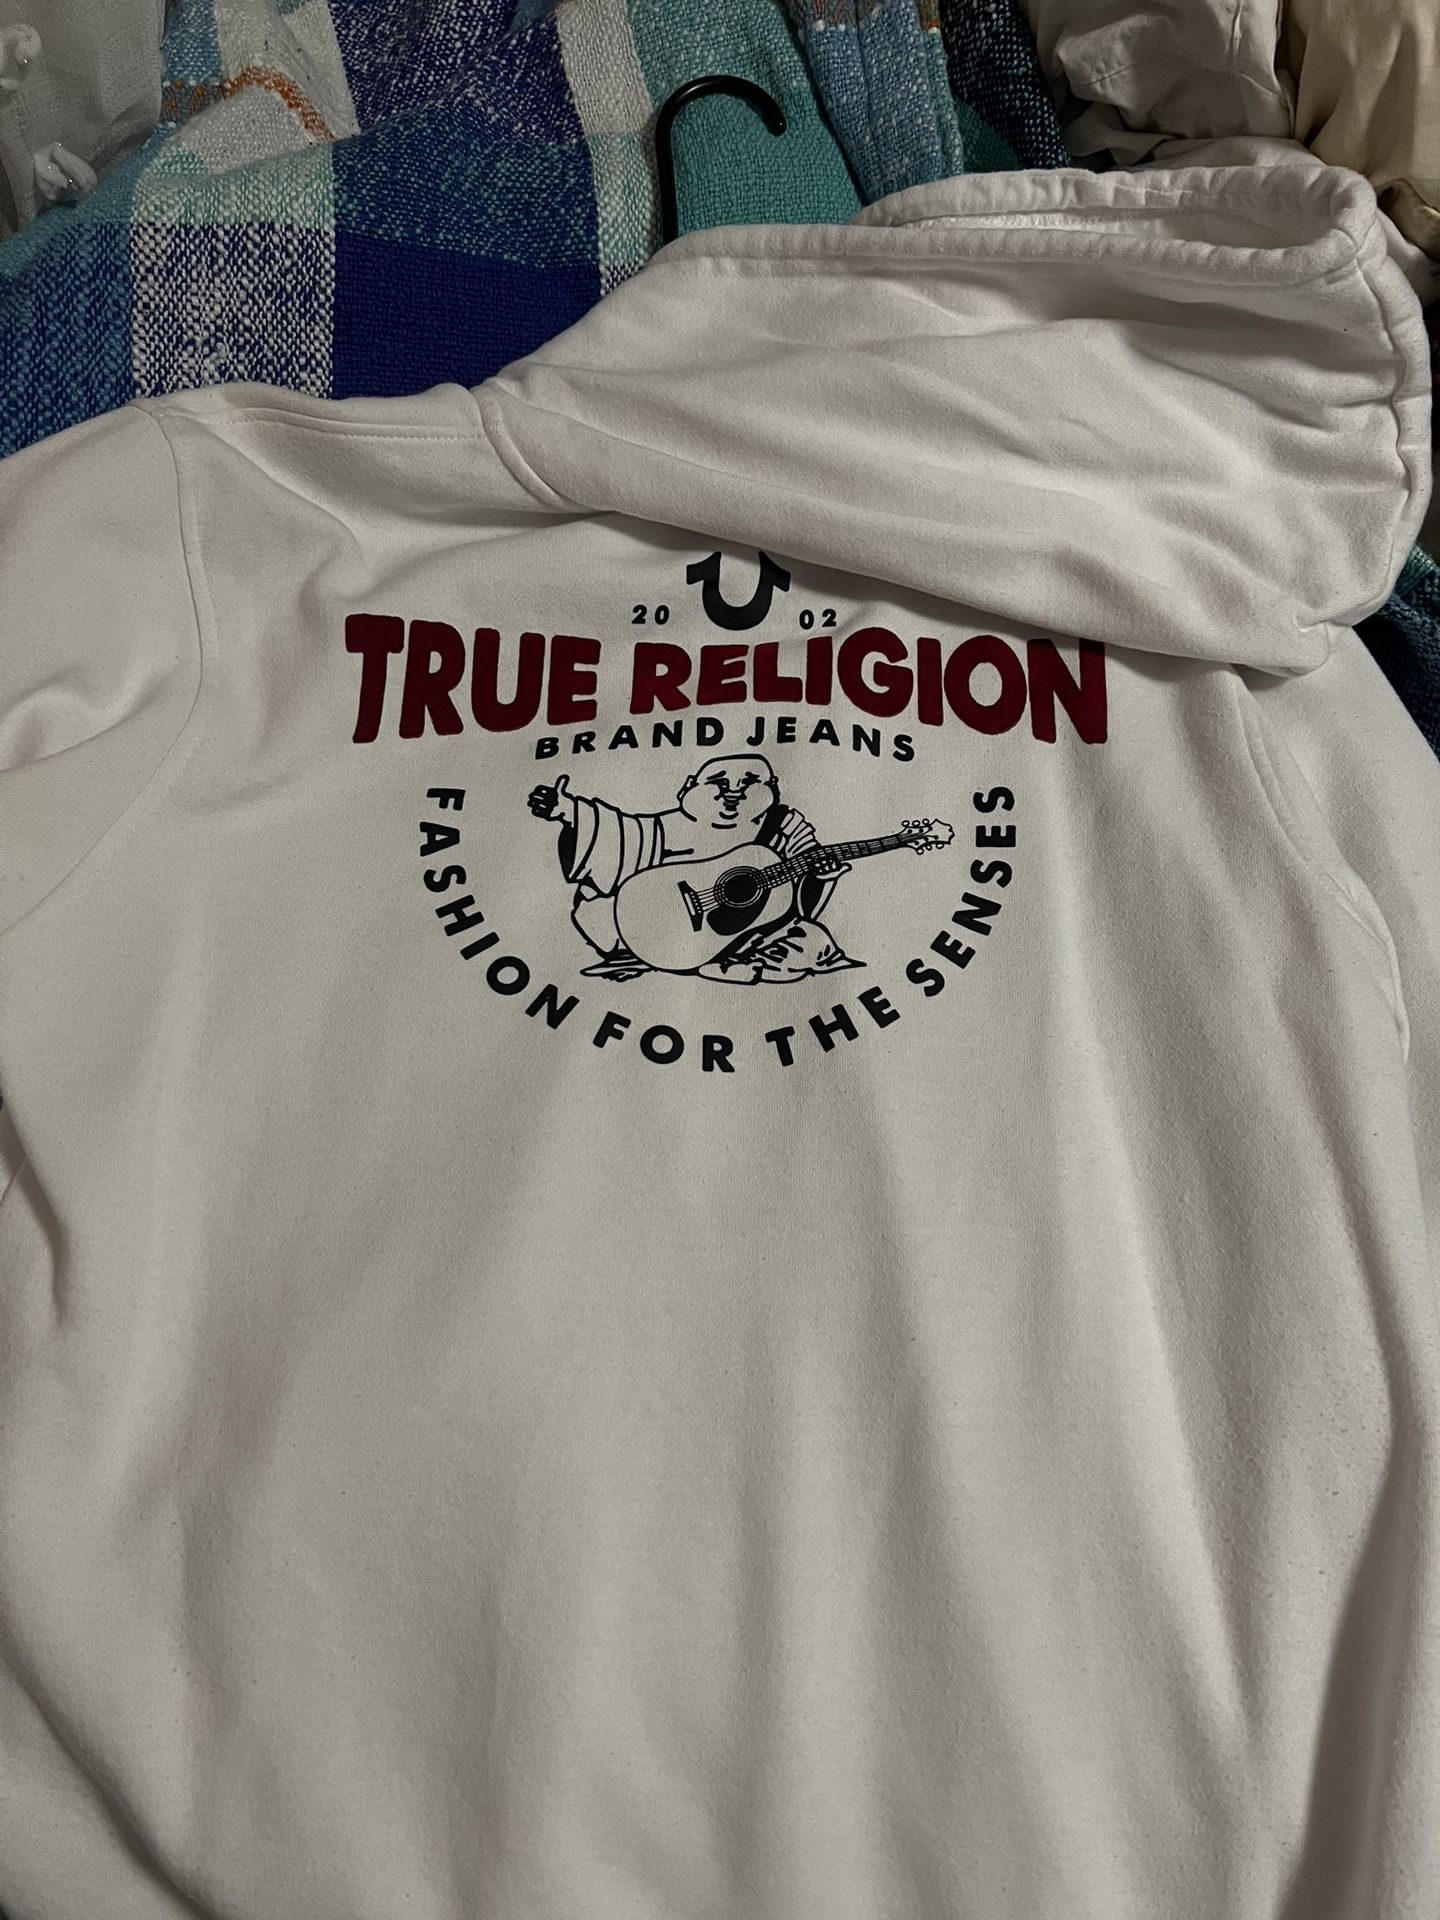 20 02
TRUE RELIGION
BRAND JEANS
FASHION FOR THE SENSES